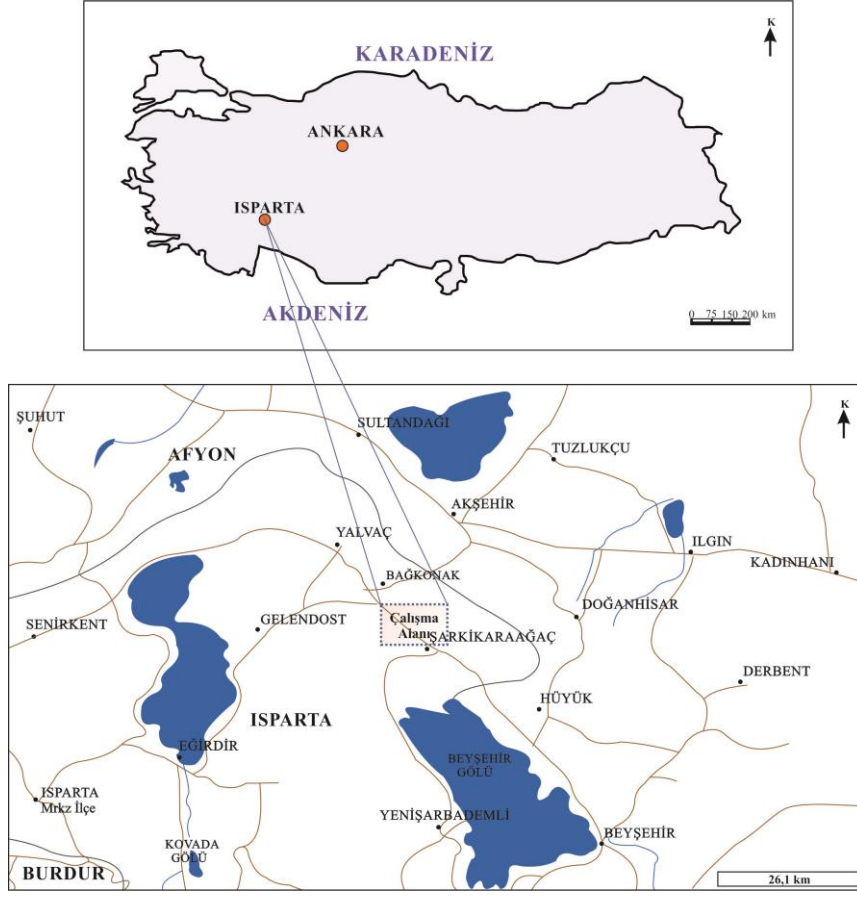 K
KARADENİZ
ANKARA
ISPARTA
AKDENİZ
0 75 150 200 km
K
ŞUHUT
SULTANDAĞI
AFYON
TUZLUKÇU
AKŞEHİR
YALVAÇ
ILGIN
KADINHANI
BAĞKONAK
DOĞANHİSAR
SENİRKENT
GELENDOST
Çalışma
Alanı
ŞARKİKARAAĞAÇ
DERBENT
HÜYÜK
ISPARTA
EĞİRDİR
BEYŞEHİR
GÖLÜ
ISPARTA
Mrkz İlçe
YENİŞARBADEMLİ
BEYŞEHİR
KOVADA
GÖLÜ
BURDUR
26,1 km